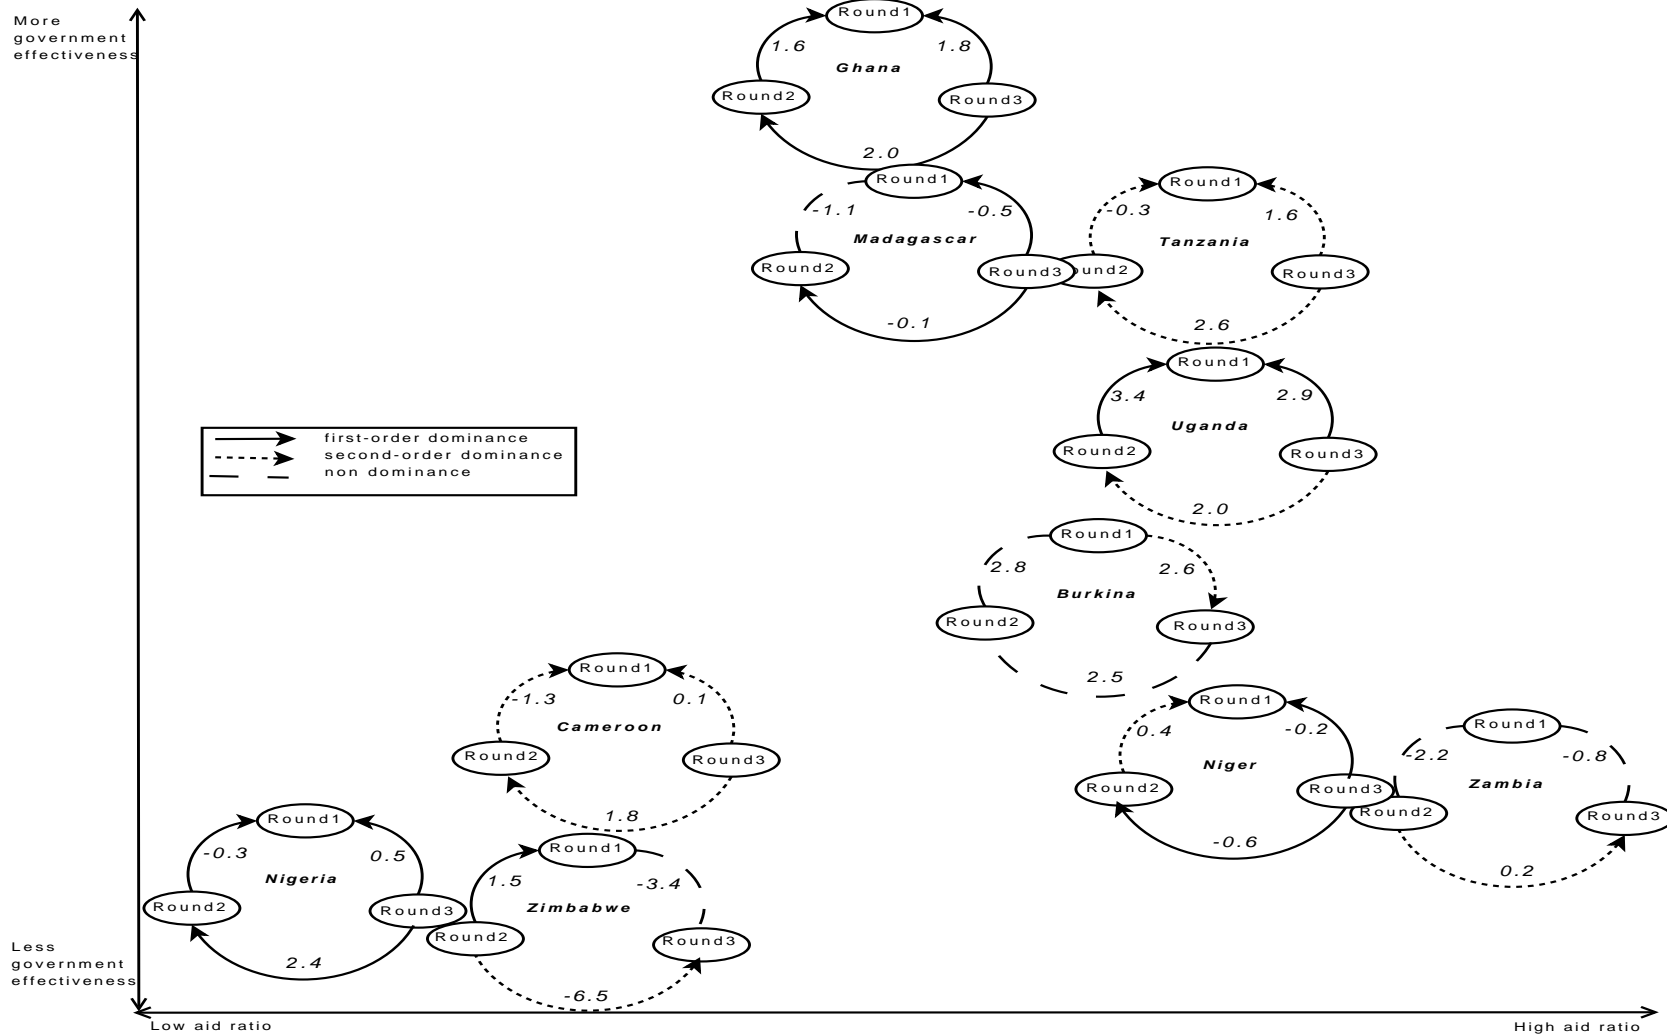 More
government
effectiveness
Round1
1.6
1.8
Ghana
Round2
Round3
2.0
Round1
-1.1
-0.5
Madagascar
Round2
Round3
-0.1
Round1
-0.3
1.6
Tanzania
ound2
Round3
2.6
Round1
3.4
2.9
Uganda
Round2
Round3
2.0
first-order dominance
second-order dominance
non dominance
Round1
2.8
2.6
Burkina
Round2
Round3
2.5
Round1
-1.3
0.1
Cameroon
Round2
Round3
1.8
Round1
0.4
-0.2
Niger
Round2
Round3
-0.6
Round1
-2.2
-0.8
Zambia
Round2
Round3
0.2
Round1
-0.3
0.5
Nigeria
Round2
Round3
2.4
Round1
1.5
-3.4
Zimbabwe
Round2
Round3
-6.5
Less
government
effectiveness
Low aid ratio
High aid ratio